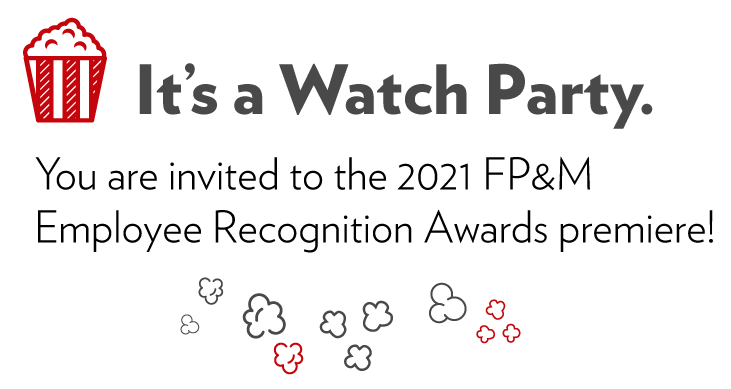 It's a Watch Party.
You are invited to the 2021 FP&M
Employee Recognition Awards premiere!